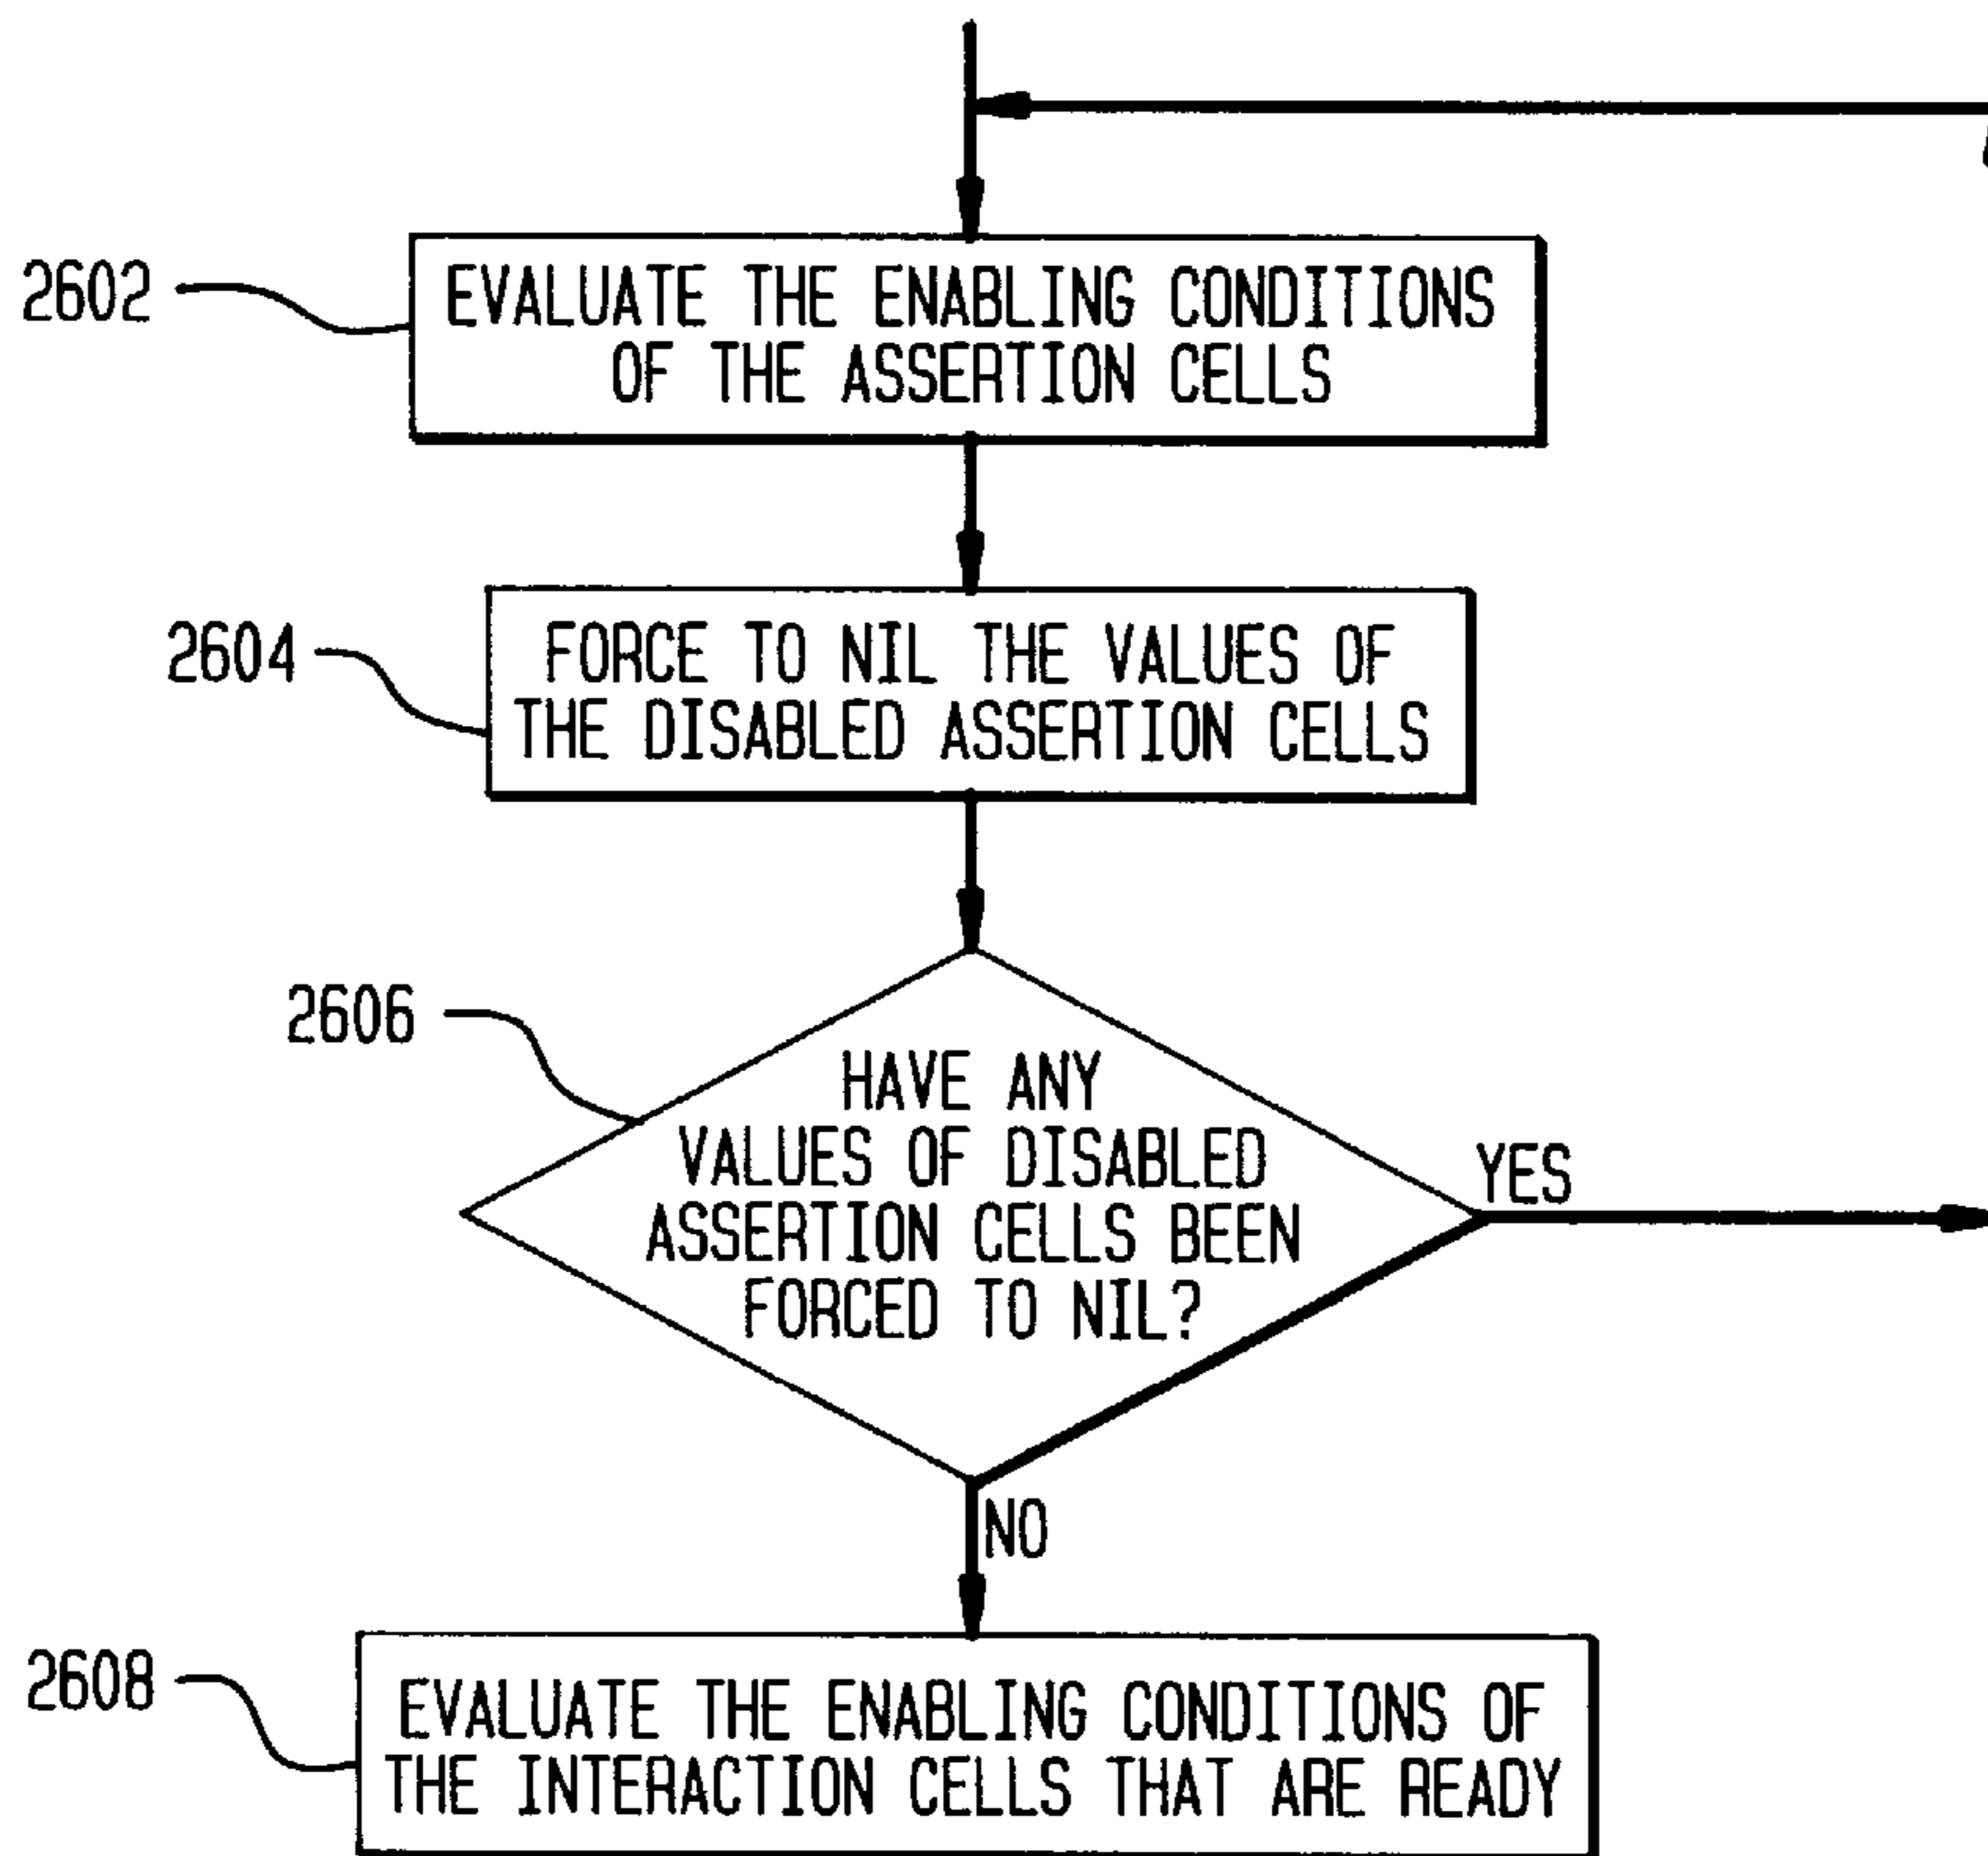 2602
EVALUATE THE ENABLING CONDITIONS
OF THE ASSERTION CELLS
2604
FORCE TO NIL THE VALUES OF
THE DISABLED ASSERTION CELLS
2606
HAVE ANY
VALUES OF DISABLED
ASSERTION CELLS BEEN
FORCED TO NIL?
YES
NO
2608
EVALUATE THE ENABLING CONDITIONS OF
THE INTERACTION CELLS THAT ARE READY